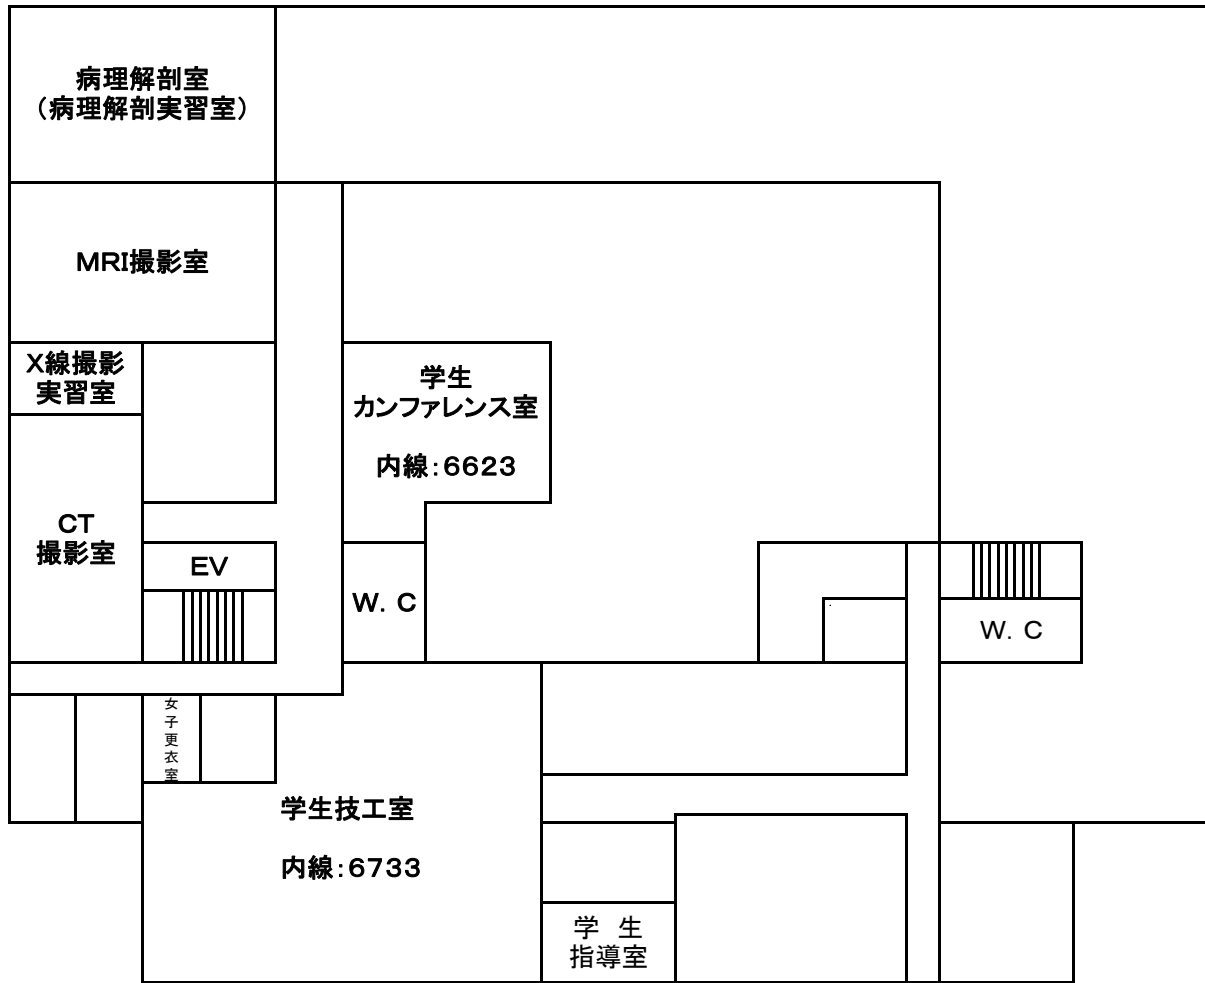 病理解剖室
（病理解剖実習室）
MRI撮影室
X線撮影
実習室
学生
カンファレンス室
内線：6623
CT
撮影室
EV
W．C
W．C
女子更衣室
学生技工室
内線：6733
学　生
指導室